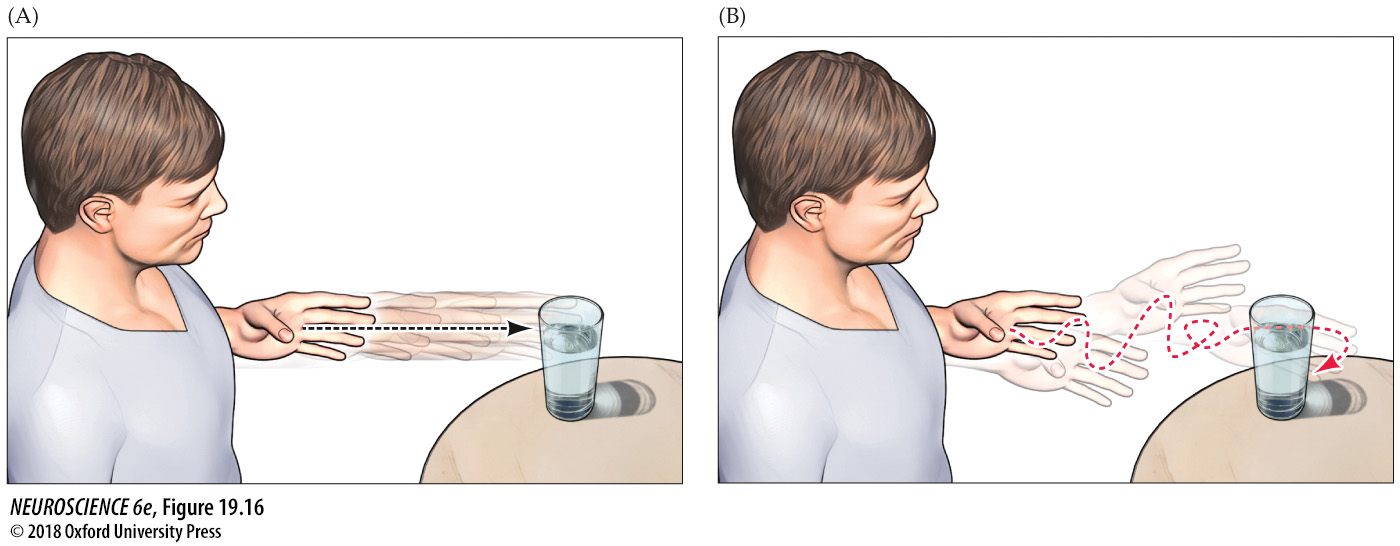 (A)
(B)
NEUROSCIENCE 6e, Figure 19.16
© 2018 Oxford University Press